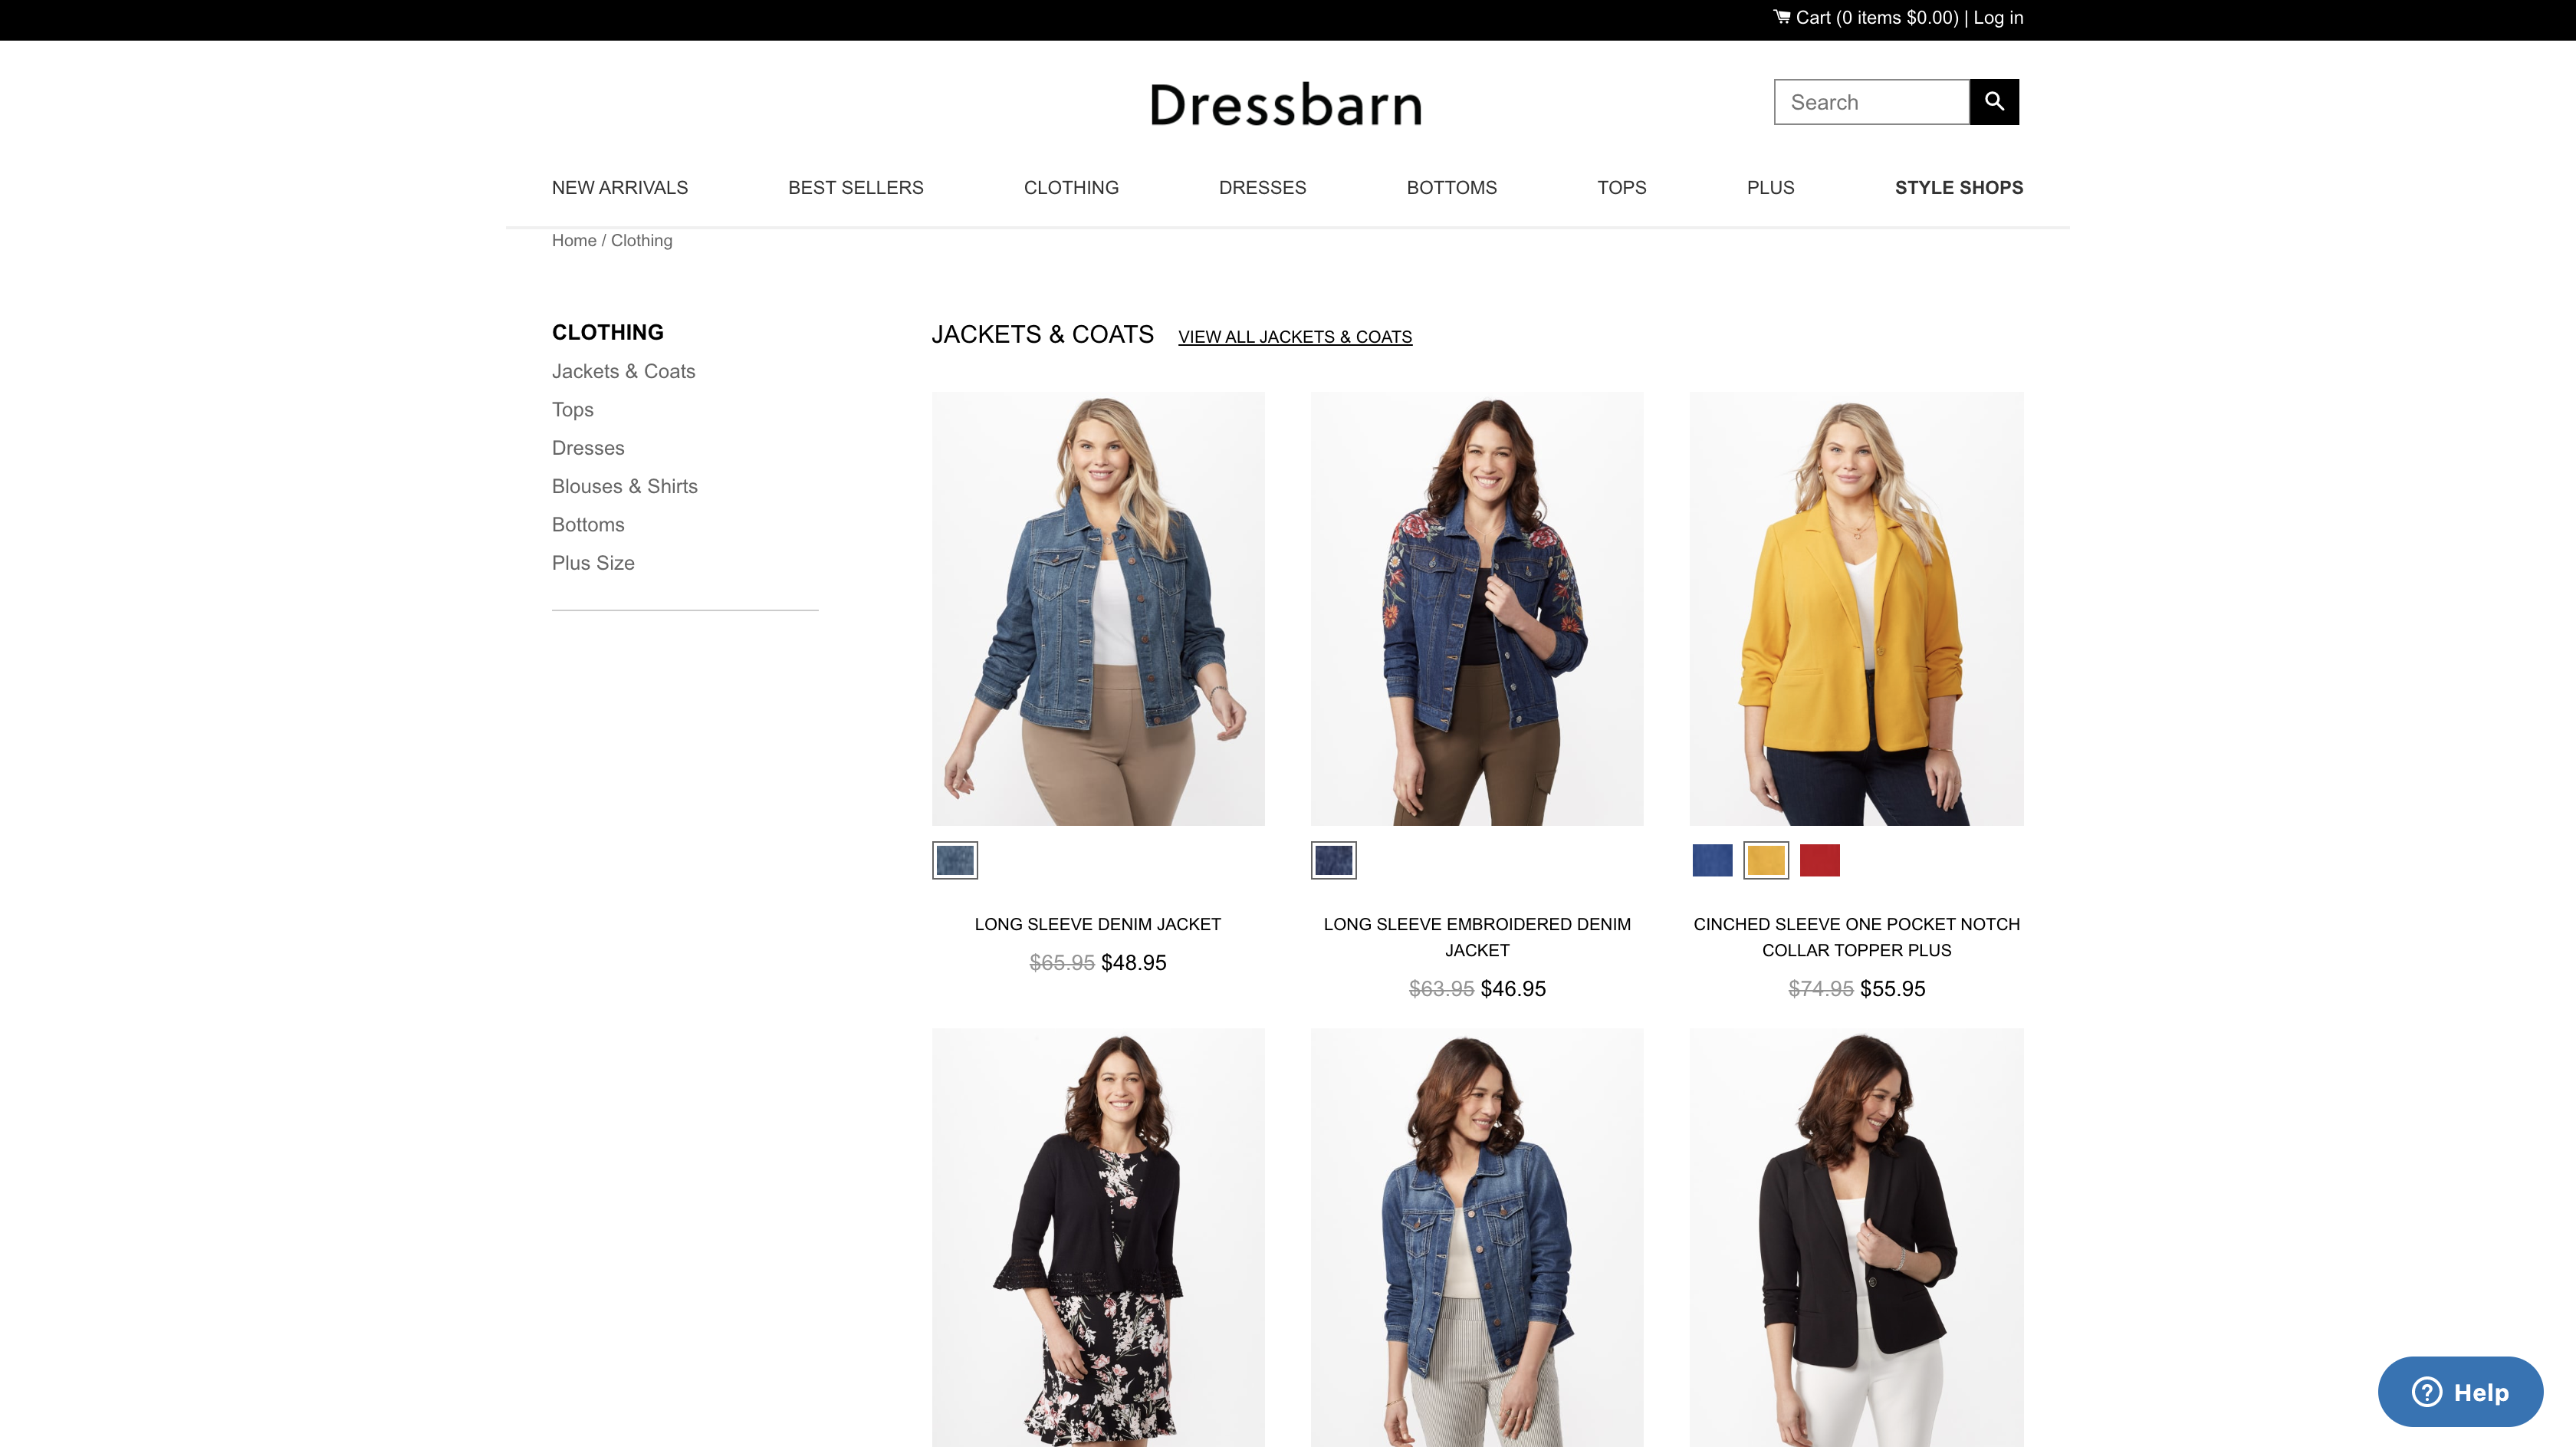 Cart (0 items $0.00) | Log in
Dressbarn
Search
NEW ARRIVALS
BEST SELLERS
CLOTHING
DRESSES
BOTTOMS
TOPS
PLUS
STYLE SHOPS
Home / Clothing
CLOTHING
Jackets & Coats
Tops
Dresses
Blouses & Shirts
Bottoms
Plus Size
JACKETS & COATS
VIEW ALL JACKETS & COATS
LONG SLEEVE DENIM JACKET
$65.95 $48.95
LONG SLEEVE EMBROIDERED DENIM
JACKET
$63.95 $46.95
CINCHED SLEEVE ONE POCKET NOTCH
COLLAR TOPPER PLUS
$74.95 $55.95
Help